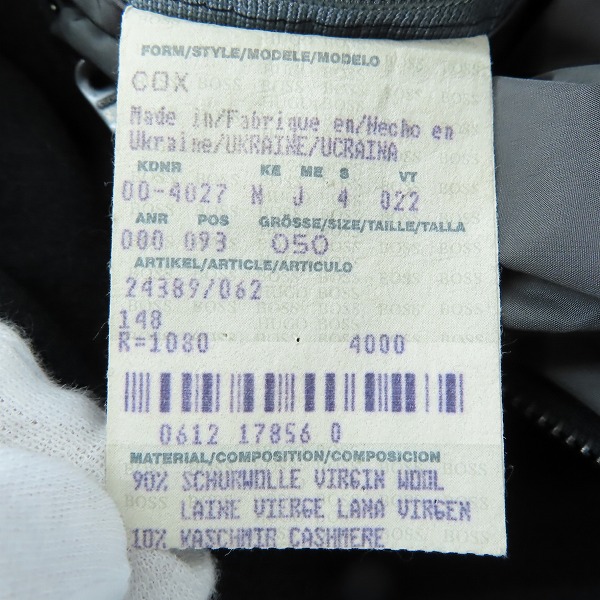 FORM/STYLE/MODELE/MODELO
COX
Made in/Fabrique en/Hecho en
Ukraine/UKRAINE/UCRAINA
KDNR KE ME S VT
00-4027 N J 4 022
ANR POS GRÖSSE/SIZE/TAILLE/TALLA
000 093 050
ARTIKEL/ARTICLE/ARTICULO
24389/062
148
R=1080 4000
0612 17856 0
MATERIAL/COMPOSITION/COMPOSICION
90% SCHURWOLLE VIRGIN WOOL
LAINE VIERGE LANA VIRGEN
10% KASCHMIR CASHMERE